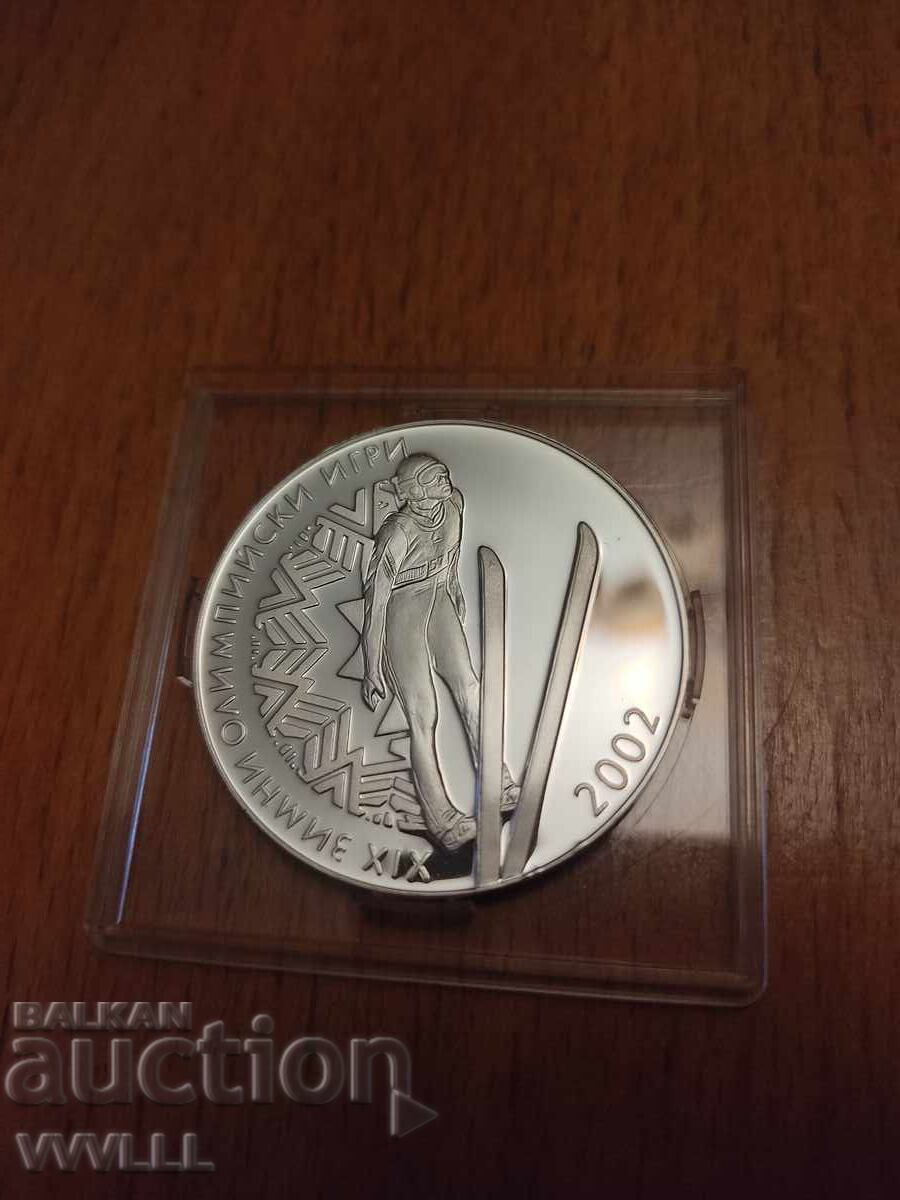 XIX ЗИМНИ ОЛИМПИЙСКИ ИГРИ
2002
BALKAN
auction
VVVLLL